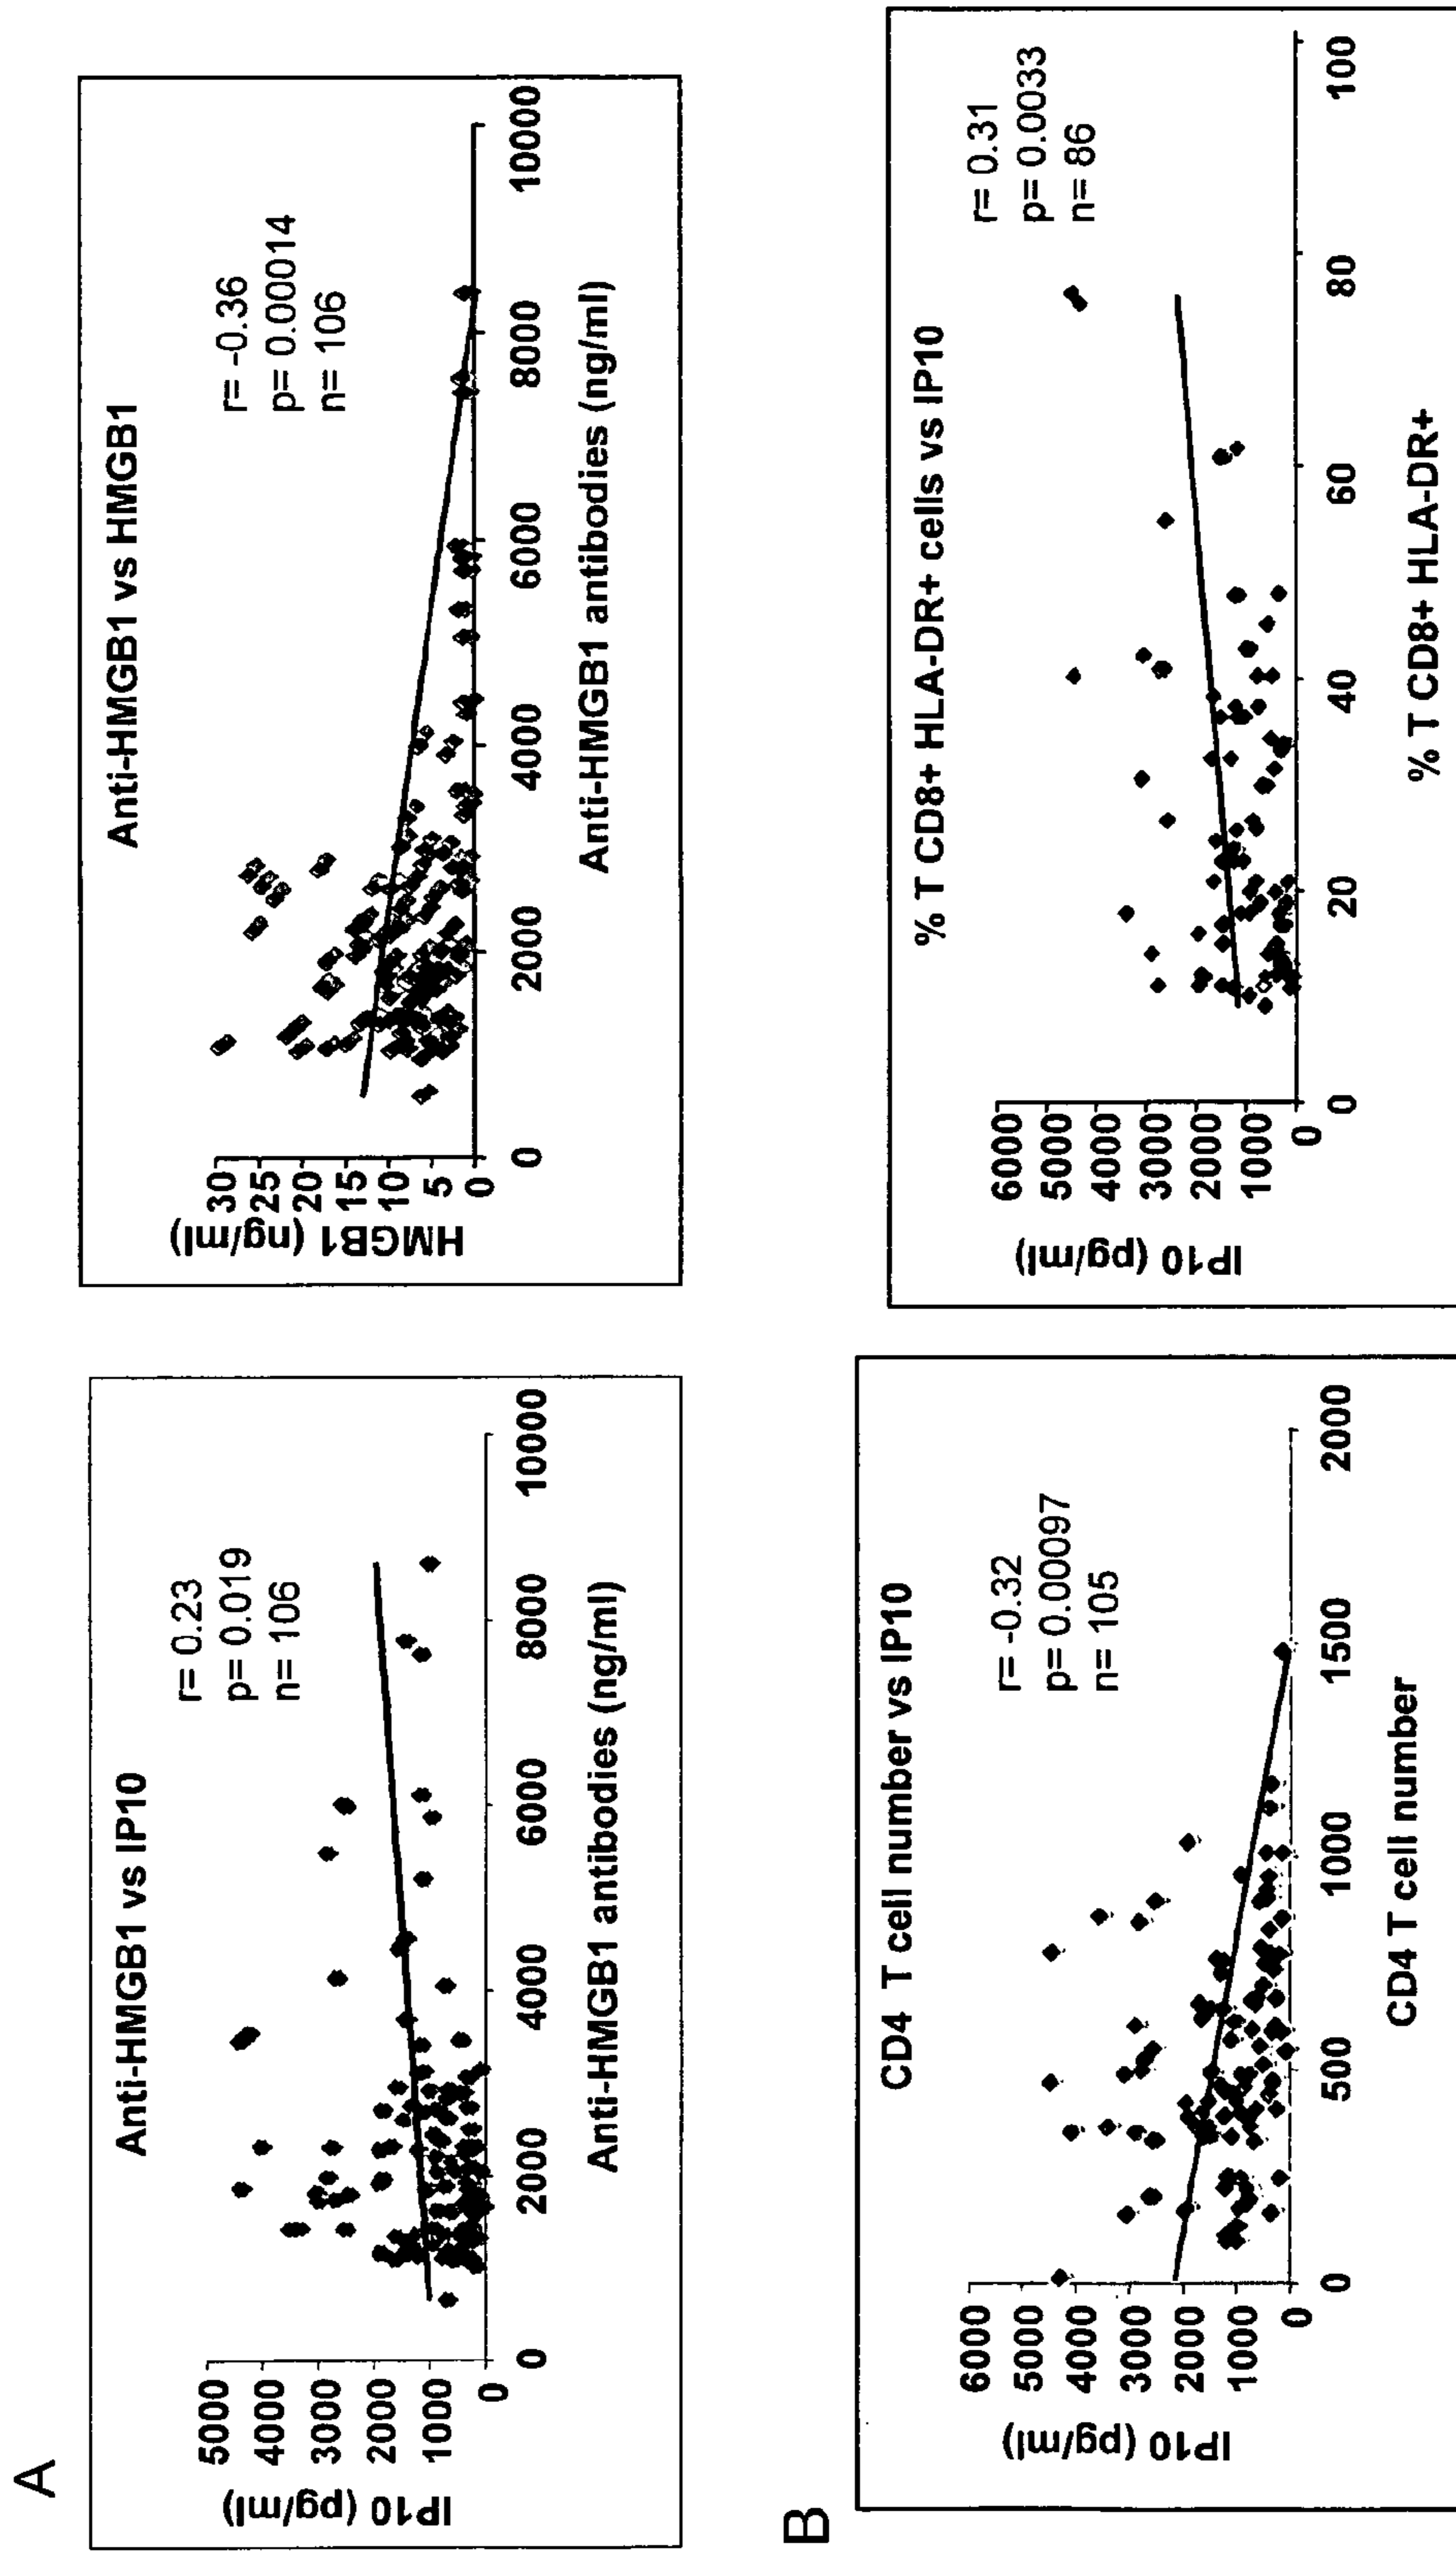 A
Anti-HMGB1 vs IP10
r= 0.23
p= 0.019
n= 106
IP10 (pg/ml)
5000
4000
3000
2000
1000
0
0 2000 4000 6000 8000 10000
Anti-HMGB1 antibodies (ng/ml)
Anti-HMGB1 vs HMGB1
r= -0.36
p= 0.00014
n= 106
HMGB1 (ng/ml)
30
25
20
15
10
5
0
0 2000 4000 6000 8000 10000
Anti-HMGB1 antibodies (ng/ml)
B
CD4 T cell number vs IP10
r= -0.32
p= 0.00097
n= 105
IP10 (pg/ml)
6000
5000
4000
3000
2000
1000
0
0 500 1000 1500 2000
CD4 T cell number
% T CD8+ HLA-DR+ cells vs IP10
r= 0.31
p= 0.0033
n= 86
IP10 (pg/ml)
6000
5000
4000
3000
2000
1000
0
0 20 40 60 80 100
% T CD8+ HLA-DR+